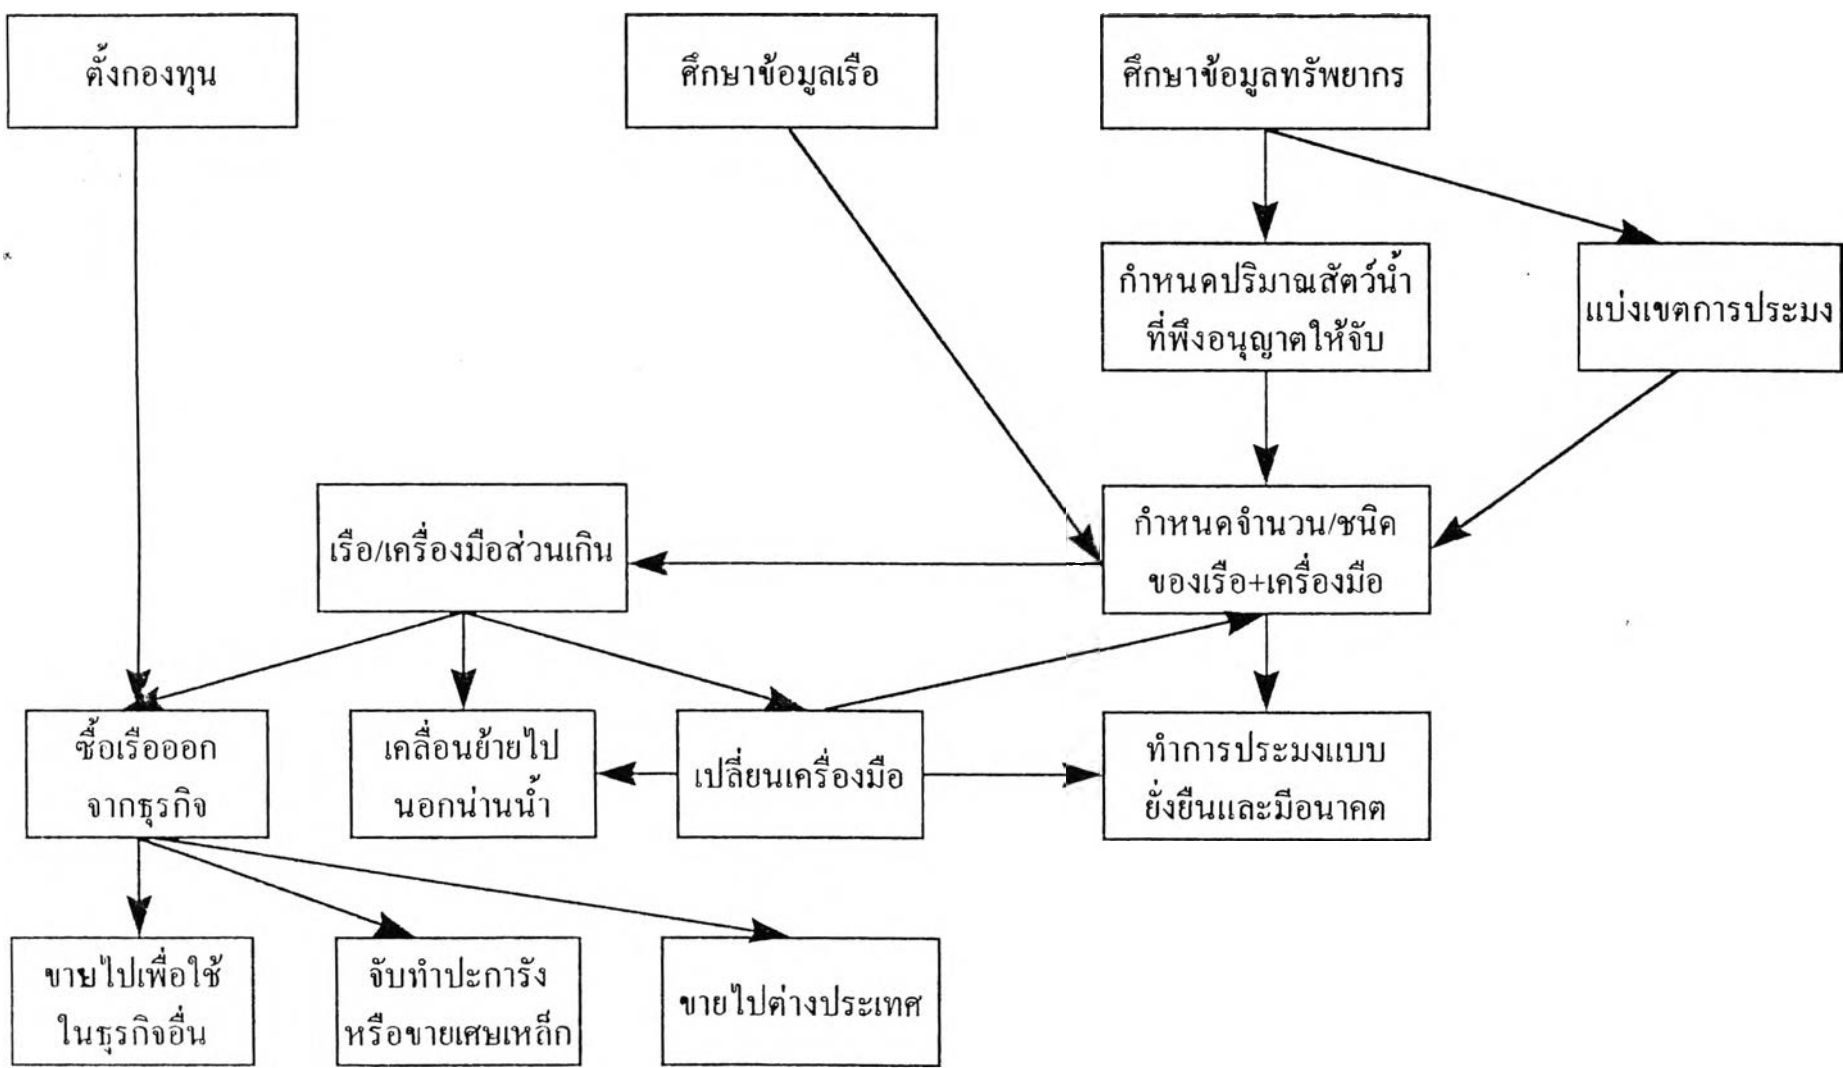 ตั้งกองทุน
ศึกษาข้อมูลเรือ
ศึกษาข้อมูลทรัพยากร
กำหนดปริมาณสัตว์น้ำ
ที่พึงอนุญาตให้จับ
แบ่งเขตการประมง
เรือ/เครื่องมือส่วนเกิน
กำหนดจำนวน/ชนิด
ของเรือ+เครื่องมือ
ซื้อเรือออก
จากธุรกิจ
เคลื่อนย้ายไป
นอกน่านน้ำ
เปลี่ยนเครื่องมือ
ทำการประมงแบบ
ยั่งยืนและมีอนาคต
ขายไปเพื่อใช้
ในธุรกิจอื่น
จับทำปะการัง
หรือขายเศษเหล็ก
ขายไปต่างประเทศ